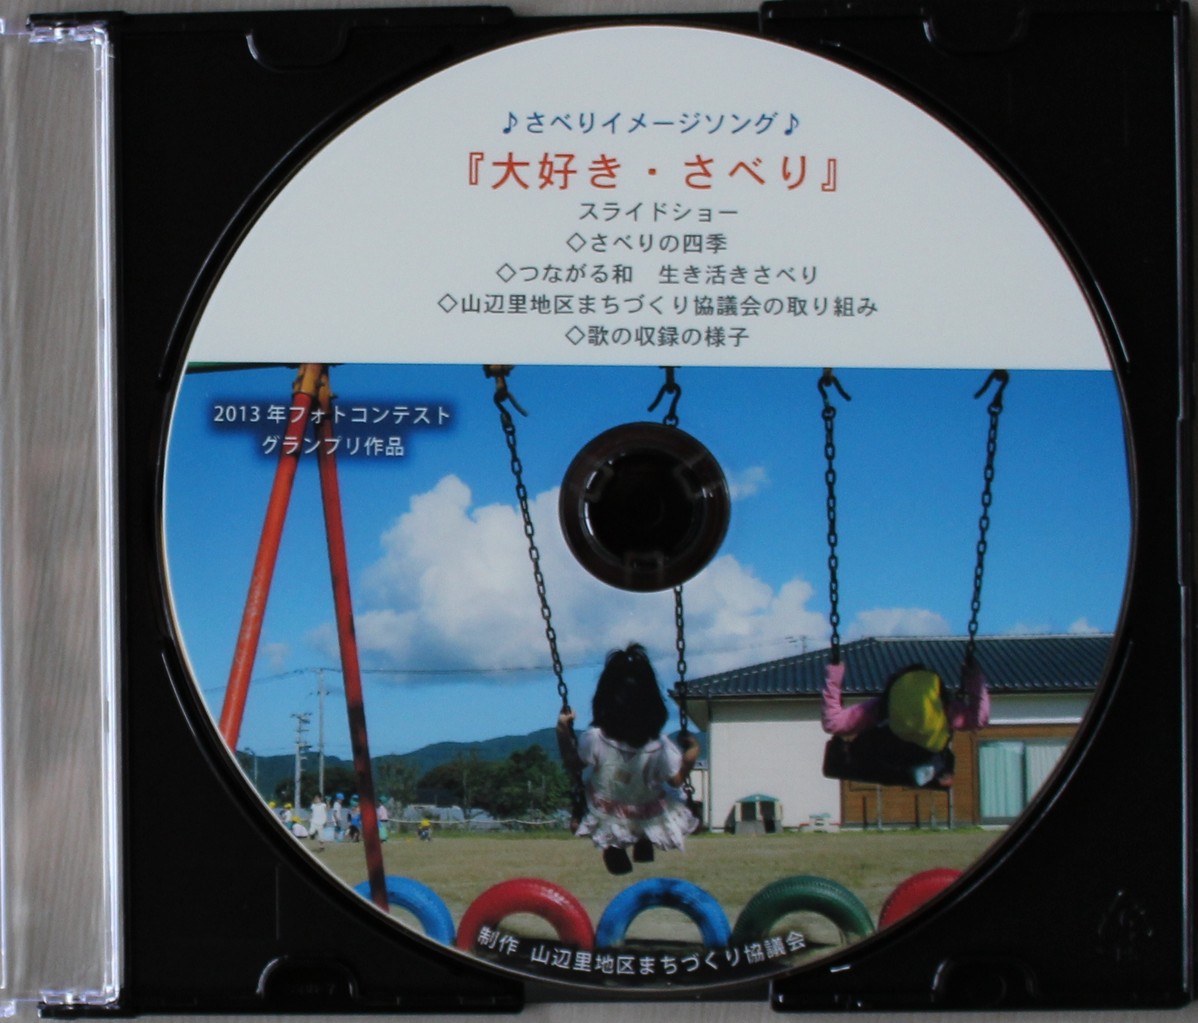 ♪さべりイメージソング♪
『大好き・さべり』
スライドショー
◇さべりの四季
◇つながる和　生き活きさべり
◇山辺里地区まちづくり協議会の取り組み
◇歌の収録の様子
2013年フォトコンテスト
グランプリ作品
制作 山辺里地区まちづくり協議会